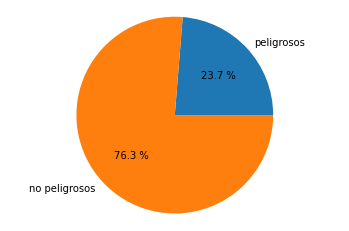 peligrosos
23.7 %
76.3 %
no peligrosos